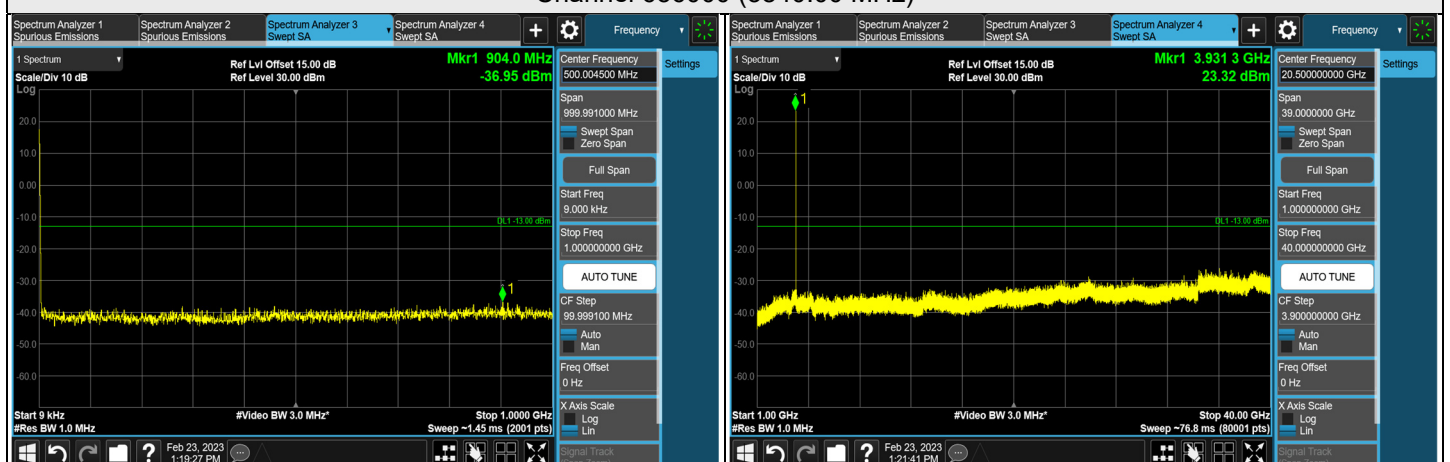 Spectrum Analyzer 1
Spurious Emissions
Spectrum Analyzer 2
Spurious Emissions
Spectrum Analyzer 3
Swept SA
Spectrum Analyzer 4
Swept SA
Frequency
Settings
1 Spectrum
Scale/Div 10 dB
Log
Ref Lvl Offset 15.00 dB
Ref Level 30.00 dBm
Mkr1 904.0 MHz
-36.95 dBm
1
20.0
10.0
0.00
-10.0
-20.0
-30.0
-40.0
-50.0
-60.0
DL1 -13.00 dBm
Start 9 kHz
#Res BW 1.0 MHz
#Video BW 3.0 MHz*
Stop 1.0000 GHz
Sweep ~1.45 ms (2001 pts)
Center Frequency
500.004500 MHz
Span
999.991000 MHz
Swept Span
Zero Span
Full Span
Start Freq
9.000 kHz
Stop Freq
1.000000000 GHz
AUTO TUNE
CF Step
99.999100 MHz
Auto
Man
Freq Offset
0 Hz
X Axis Scale
Log
Lin
Signal Track
Feb 23, 2023
1:19:27 PM
Spectrum Analyzer 1
Spurious Emissions
Spectrum Analyzer 2
Spurious Emissions
Spectrum Analyzer 3
Swept SA
Spectrum Analyzer 4
Swept SA
Frequency
Settings
1 Spectrum
Scale/Div 10 dB
Log
Ref Lvl Offset 15.00 dB
Ref Level 30.00 dBm
Mkr1 3.931 3 GHz
23.32 dBm
1
20.0
10.0
0.00
-10.0
-20.0
-30.0
-40.0
-50.0
-60.0
DL1 -13.00 dBm
Start 1.00 GHz
#Res BW 1.0 MHz
#Video BW 3.0 MHz*
Stop 40.00 GHz
Sweep ~76.8 ms (80001 pts)
Center Frequency
20.500000000 GHz
Span
39.0000000 GHz
Swept Span
Zero Span
Full Span
Start Freq
1.000000000 GHz
Stop Freq
40.000000000 GHz
AUTO TUNE
CF Step
3.900000000 GHz
Auto
Man
Freq Offset
0 Hz
X Axis Scale
Log
Lin
Signal Track
Feb 23, 2023
1:21:41 PM